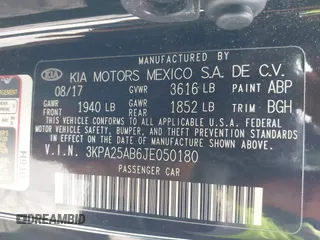 MANUFACTURED BY
KIA KIA MOTORS MEXICO S.A. DE C.V.
08/17 GVWR 3616 LB PAINT ABP
GAWR 1940 LB GAWR 1852 LB TRIM BGH
FRONT REAR
THIS VEHICLE CONFORMS TO ALL APPLICABLE
U.S. FEDERAL MOTOR VEHICLE SAFETY,
BUMPER, AND THEFT PREVENTION STANDARDS
IN EFFECT ON THE DATE OF MANUFACTURE
SHOWN ABOVE.
V.I.N. 3KPA25AB6JE050180
PASSENGER CAR
DREAMBID